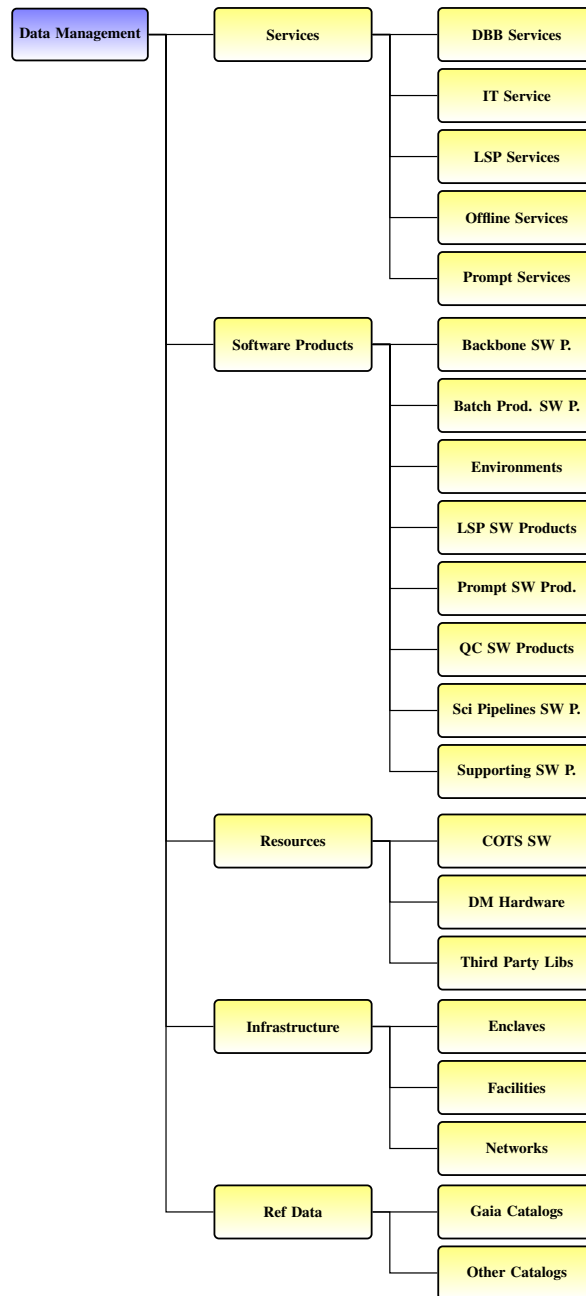 Data Management
Services
DBB Services
IT Service
LSP Services
Offline Services
Prompt Services
Software Products
Backbone SW P.
Batch Prod. SW P.
Environments
LSP SW Products
Prompt SW Prod.
QC SW Products
Sci Pipelines SW P.
Supporting SW P.
Resources
COTS SW
DM Hardware
Third Party Libs
Infrastructure
Enclaves
Facilities
Networks
Ref Data
Gaia Catalogs
Other Catalogs